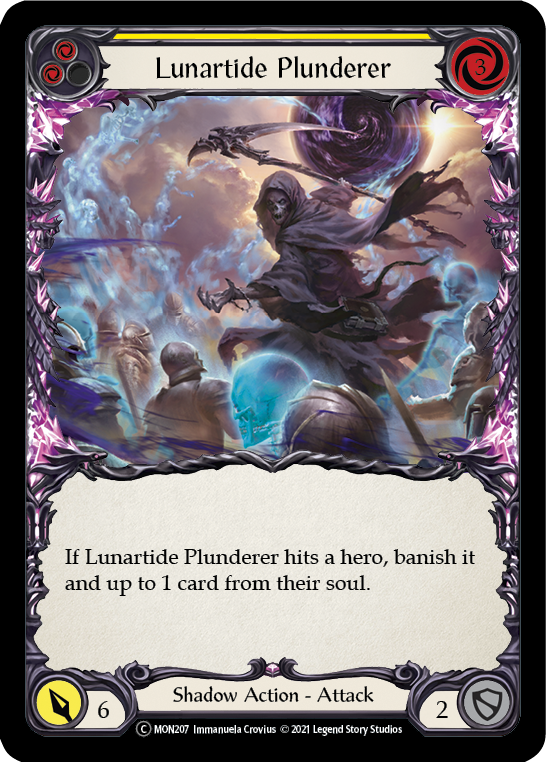 Lunartide Plunderer
3
If Lunartide Plunderer hits a hero, banish it
and up to 1 card from their soul.
6
Shadow Action - Attack
2
C MON207 Immanuela Crovius © 2021 Legend Story Studios